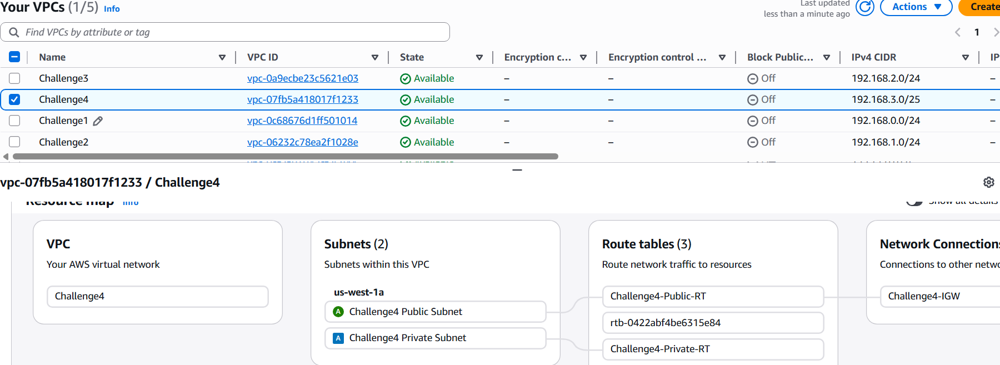 Your VPCs (1/5) Info
Last updated
less than a minute ago
Actions
Create
Find VPCs by attribute or tag
1
Name VPC ID State Encryption c... Encryption control ... Block Public... IPv4 CIDR IP
Challenge3 vpc-0a9ecbe23c5621e03 Available – – Off 192.168.2.0/24 –
Challenge4 vpc-07fb5a418017f1233 Available – – Off 192.168.3.0/25 –
Challenge1 vpc-0c68676d1ff501014 Available – – Off 192.168.0.0/24 –
Challenge2 vpc-06232c78ea2f1028e Available – – Off 192.168.1.0/24 –
vpc-07fb5a418017f1233 / Challenge4
Resource map Info
Show all details
VPC
Your AWS virtual network
Challenge4
Subnets (2)
Subnets within this VPC
us-west-1a
A Challenge4 Public Subnet
A Challenge4 Private Subnet
Route tables (3)
Route network traffic to resources
Challenge4-Public-RT
rtb-0422abf4be6315e84
Challenge4-Private-RT
Network Connections
Connections to other netwo
Challenge4-IGW